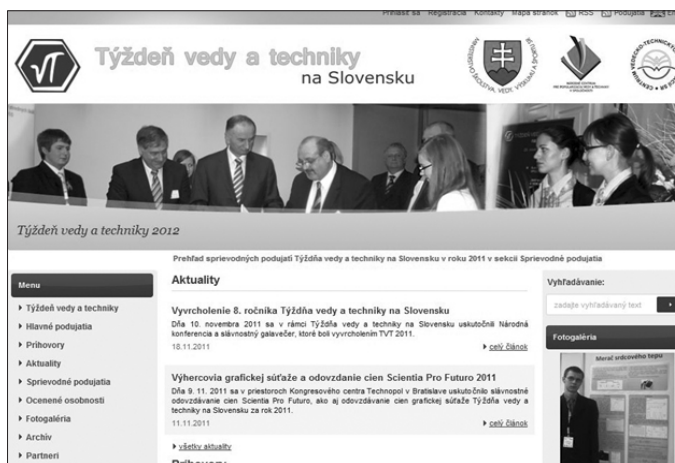 Prihlásiť sa Registrácia Kontakty Mapa stránok RSS Podujatia
VT
Týždeň vedy a techniky
na Slovensku
Týždeň vedy a techniky 2012
Prehľad sprievodných podujatí Týždňa vedy a techniky na Slovensku v roku 2011 v sekcii Sprievodné podujatia
Menu
Týždeň vedy a techniky
Hlavné podujatia
Príhovory
Aktuality
Sprievodné podujatia
Ocenené osobnosti
Fotogaléria
Archív
Partneri
Aktuality
Vyvrcholenie 8. ročníka Týždňa vedy a techniky na Slovensku
Dňa 10. novembra 2011 sa v rámci Týždňa vedy a techniky na Slovensku uskutočnili Národná
konferencia a slávnostný galavečer, ktoré boli vyvrcholením TVT 2011.
18.11.2011
celý článok
Výhercovia grafickej súťaže a odovzdanie cien Scientia Pro Futuro 2011
Dňa 9. 11. 2011 sa v priestoroch Kongresového centra Technopol v Bratislave uskutočnilo slávnostné
odovzdávanie cien Scientia Pro Futuro, ako aj odovzdávanie cien grafickej súťaže Týždňa vedy a
techniky na Slovensku za rok 2011.
11.11.2011
celý článok
všetky aktuality
Príhovory
Vyhľadávanie:
zadajte vyhľadávaný text
Fotogaléria
Merač srdcového tepu